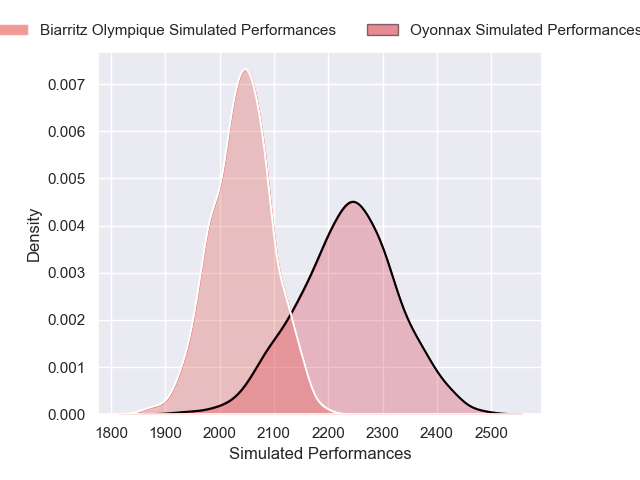 Biarritz Olympique Simulated Performances Oyonnax Simulated Performances
0.007
0.006
0.005
0.004
0.003
0.002
0.001
0.000
Density
1800 1900 2000 2100 2200 2300 2400 2500
Simulated Performances